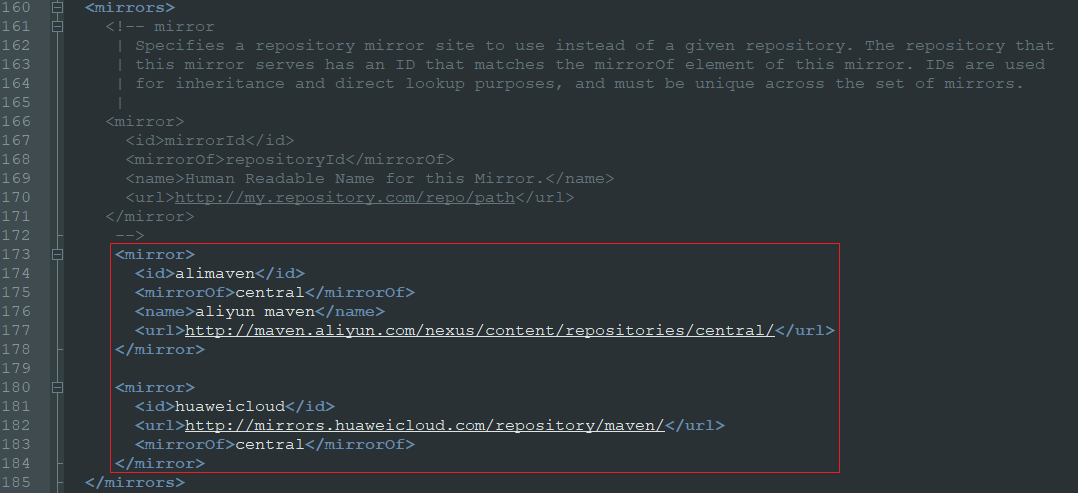 160 <mirrors>
161 <!-- mirror
162 | Specifies a repository mirror site to use instead of a given repository. The repository that
163 | this mirror serves has an ID that matches the mirrorOf element of this mirror. IDs are used
164 | for inheritance and direct lookup purposes, and must be unique across the set of mirrors.
165 |
166 <mirror>
167 <id>mirrorId</id>
168 <mirrorOf>repositoryId</mirrorOf>
169 <name>Human Readable Name for this Mirror.</name>
170 <url>http://my.repository.com/repo/path</url>
171 </mirror>
172 -->
173 <mirror>
174 <id>alimaven</id>
175 <mirrorOf>central</mirrorOf>
176 <name>aliyun maven</name>
177 <url>http://maven.aliyun.com/nexus/content/repositories/central/</url>
178 </mirror>
179
180 <mirror>
181 <id>huaweicloud</id>
182 <url>http://mirrors.huaweicloud.com/repository/maven/</url>
183 <mirrorOf>central</mirrorOf>
184 </mirror>
185 </mirrors>